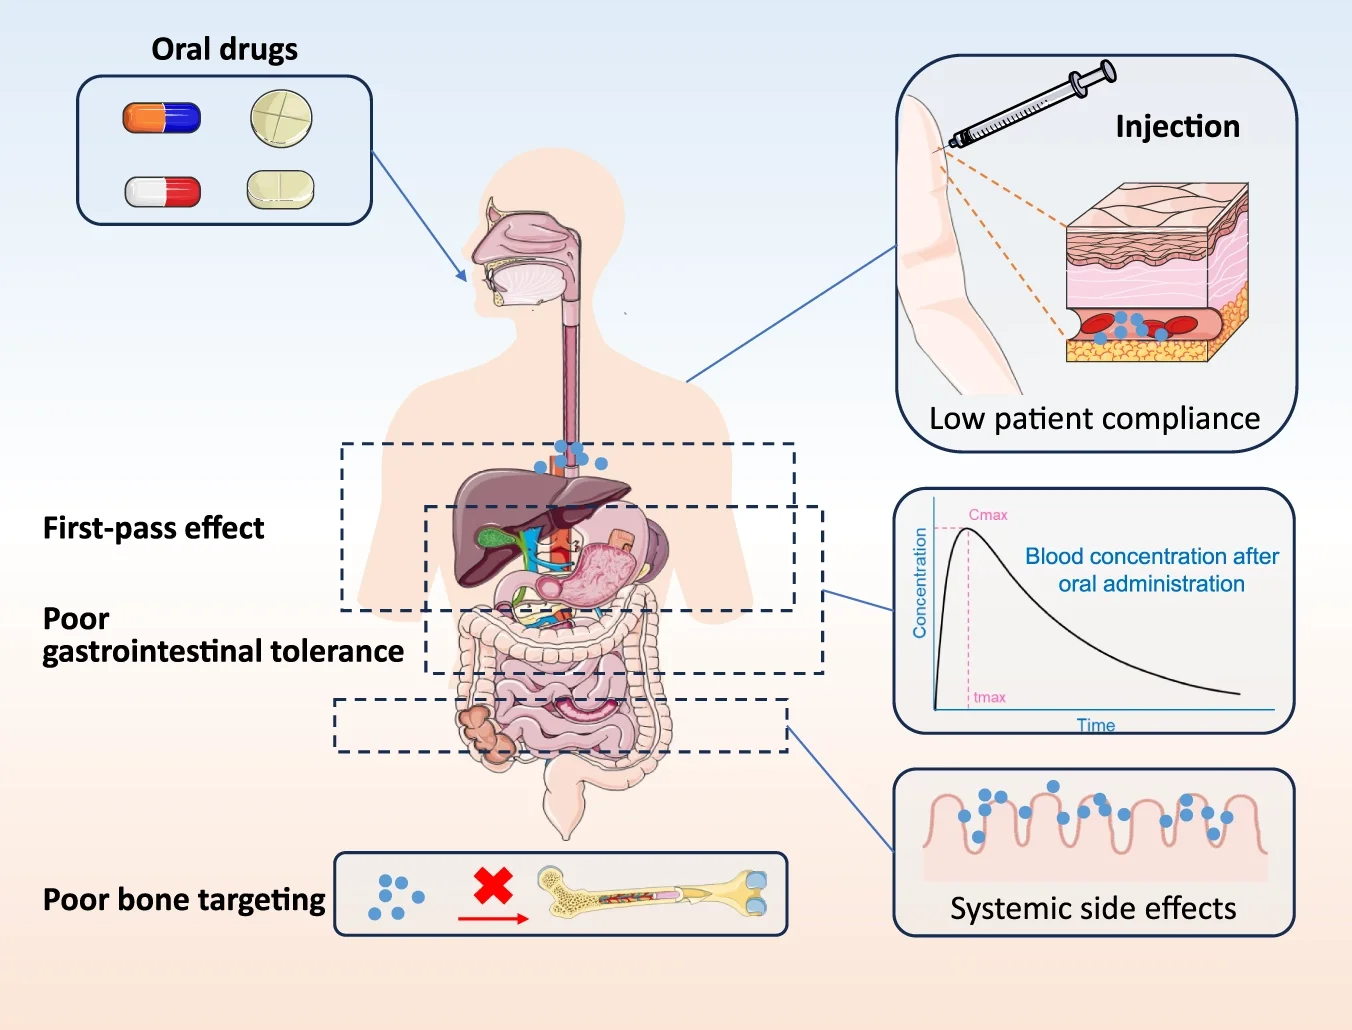 Oral drugs
Injection
Low patient compliance
First-pass effect
Poor
gastrointestinal tolerance
Cmax
Blood concentration after
oral administration
Concentration
tmax
Time
Poor bone targeting
Systemic side effects